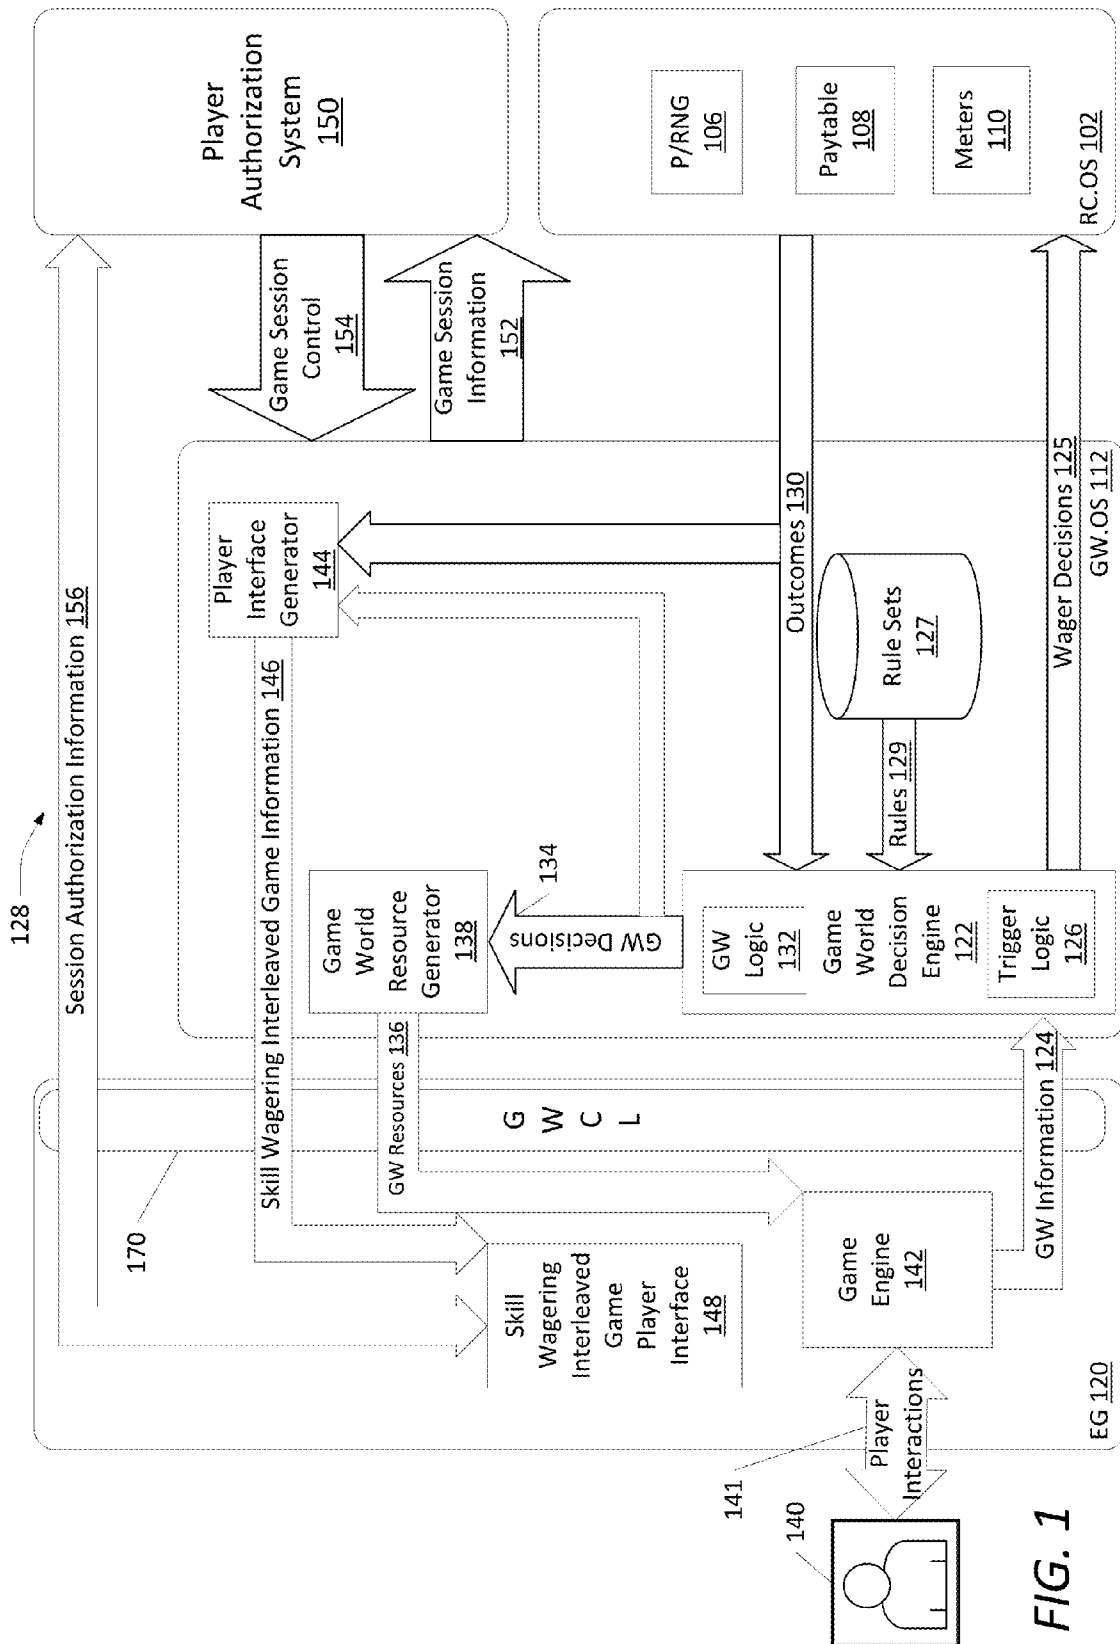 128
Session Authorization Information 156
Player
Authorization
System
150
Game Session
Control
154
Game Session
Information
152
Skill Wagering Interleaved Game Information 146
Player
Interface
Generator
144
170
G
W
C
L
GW Resources 136
Game
World
Resource
Generator
138
134
GW Decisions
Outcomes 130
P/RNG
106
Paytable
108
Meters
110
RC.OS 102
Skill
Wagering
Interleaved
Game
Player
Interface
148
Rule Sets
127
Rules 129
GW
Logic
132
Game
World
Decision
Engine
122
Trigger
Logic
126
Wager Decisions 125
GW.OS 112
Game
Engine
142
GW Information 124
140
141
Player
Interactions
EG 120
FIG. 1